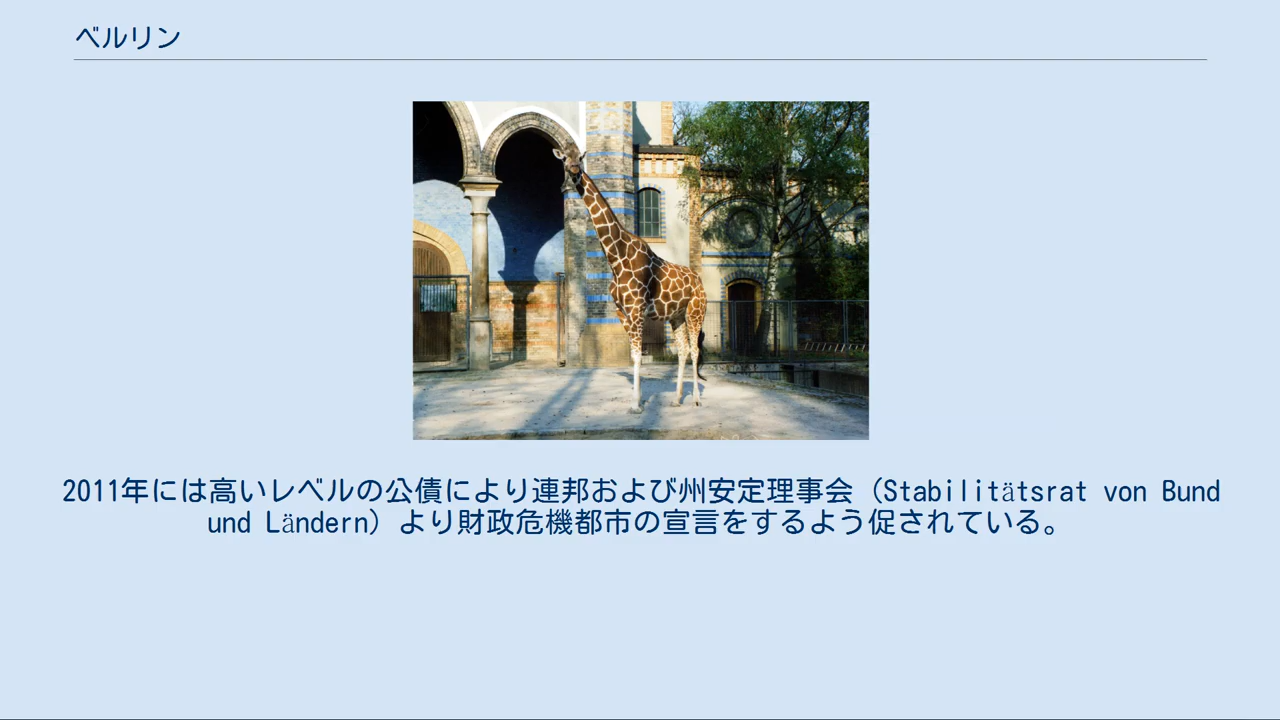 ベルリン
2011年には高いレベルの公債により連邦および州安定理事会（Stabilitätsrat von Bund
und Ländern）より財政危機都市の宣言をするよう促されている。